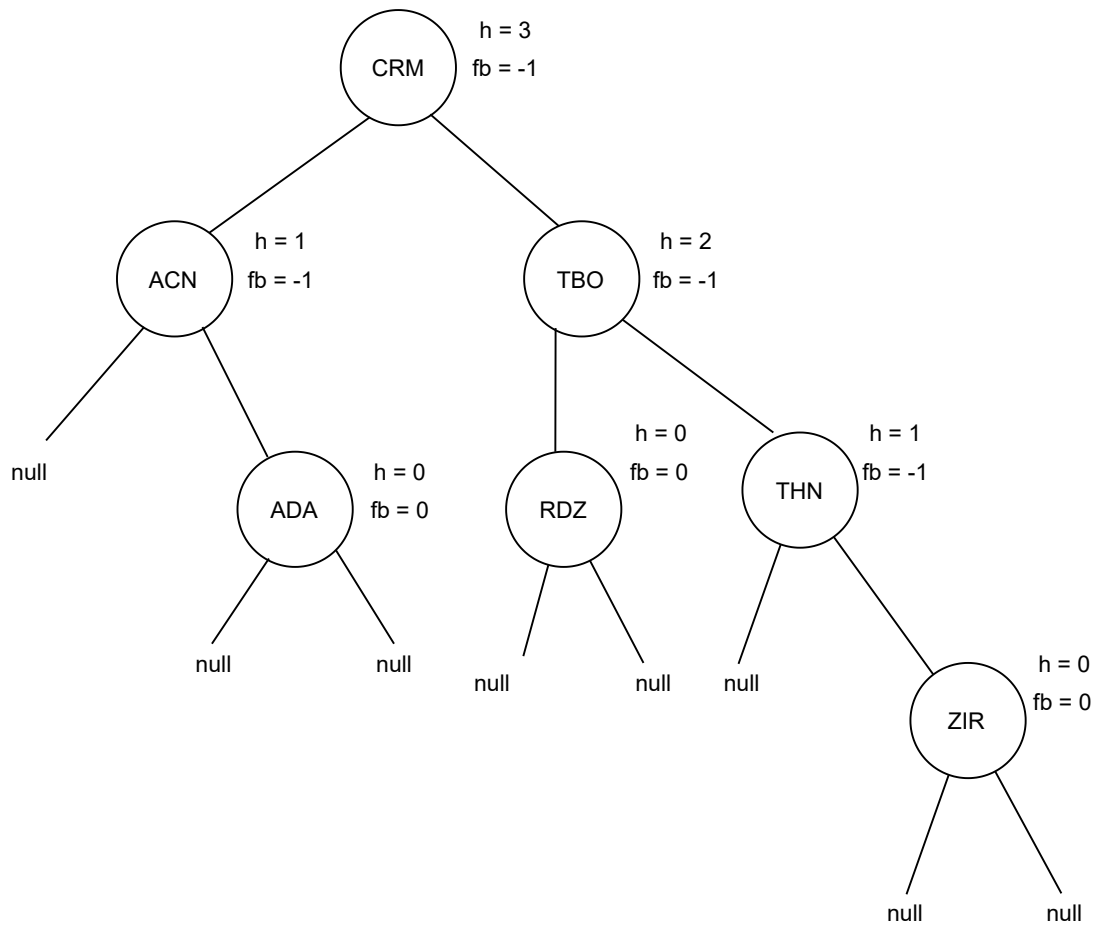 h = 3
CRM
fb = -1
h = 1
fb = -1
ACN
h = 2
fb = -1
TBO
null
h = 0
fb = 0
ADA
h = 0
fb = 0
RDZ
h = 1
fb = -1
THN
null
null
null
null
null
h = 0
fb = 0
ZIR
null
null